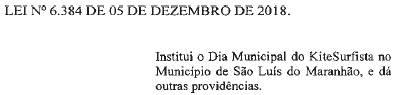 LEI Nº 6.384 DE 05 DE DEZEMBRO DE 2018.
Institui o Dia Municipal do KiteSurfista no
Município de São Luís do Maranhão, e dá
outras providências.